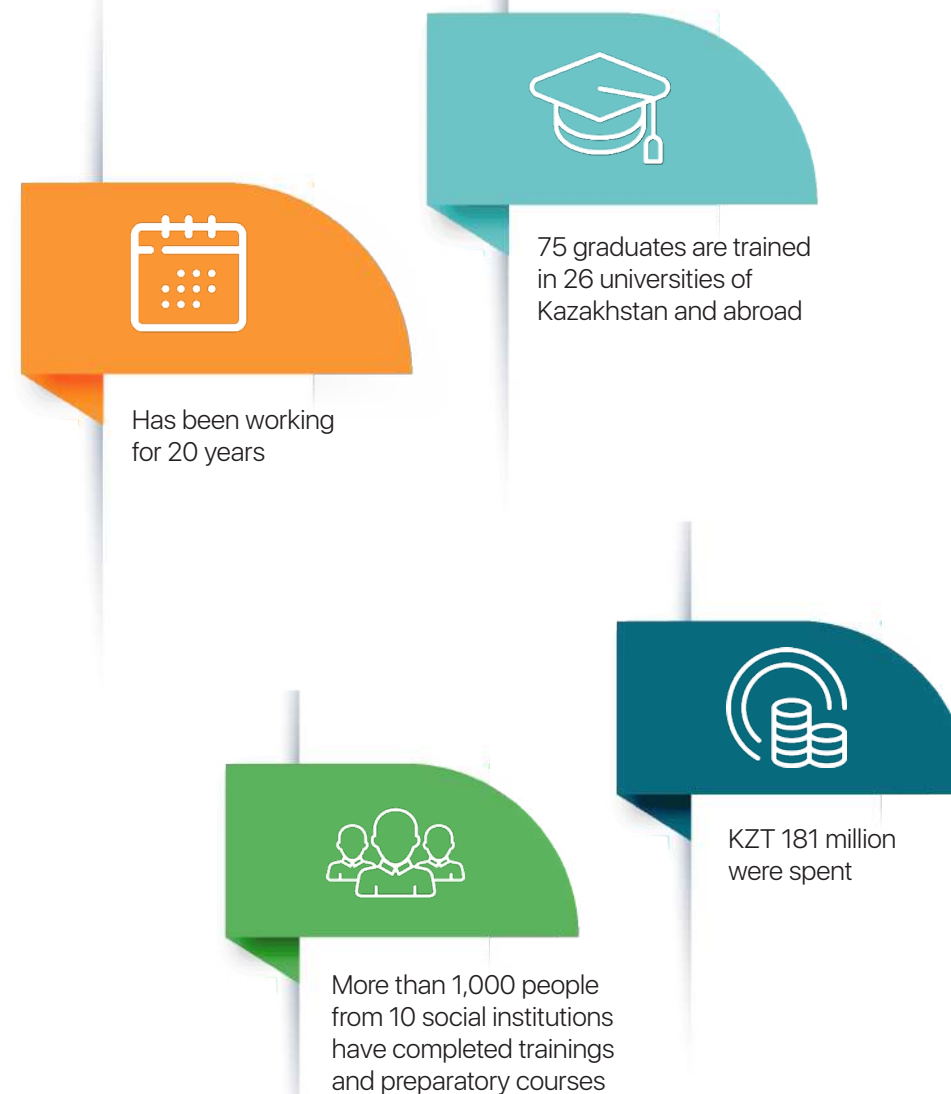 75 graduates are trained
in 26 universities of
Kazakhstan and abroad
Has been working
for 20 years
KZT 181 million
were spent
More than 1,000 people
from 10 social institutions
have completed trainings
and preparatory courses